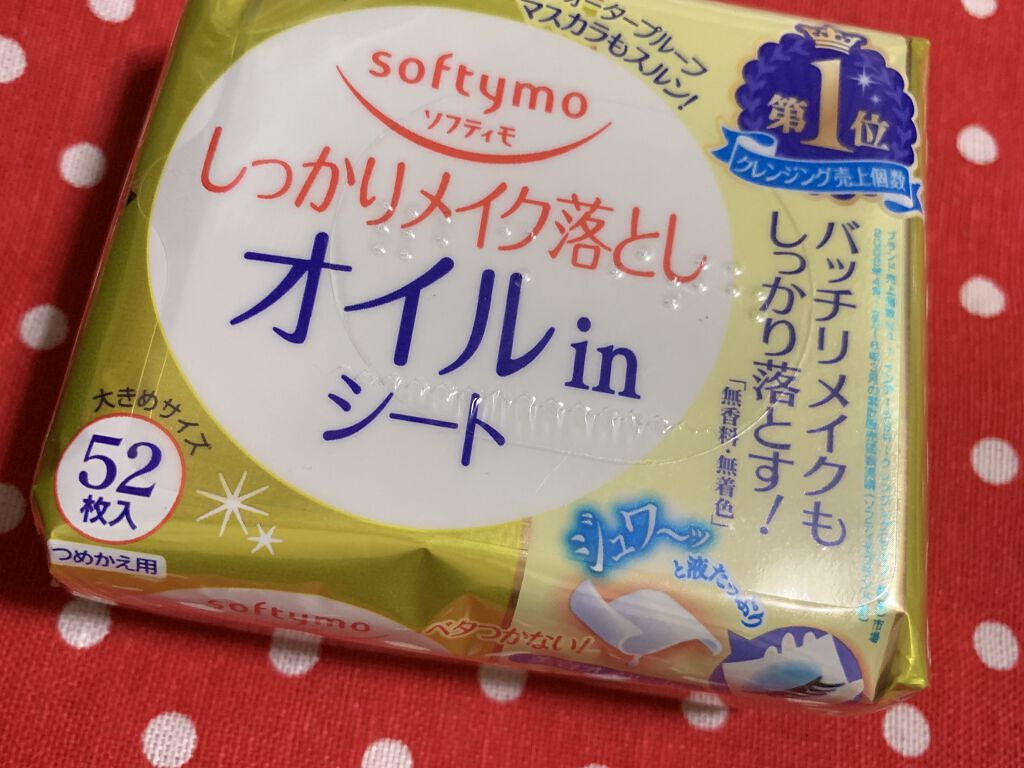 ウォータープルーフ
マスカラもスルン!
softymo
ソフティモ
しっかりメイク落とし
オイルin
シート
第1位
クレンジング売上個数
バッチリメイクも
しっかり落とす!
「無香料・無着色」
大きめサイズ
52
枚入
つめかえ用
シュワ〜ッ
と液たっぷり
softymo
ベタつかない!